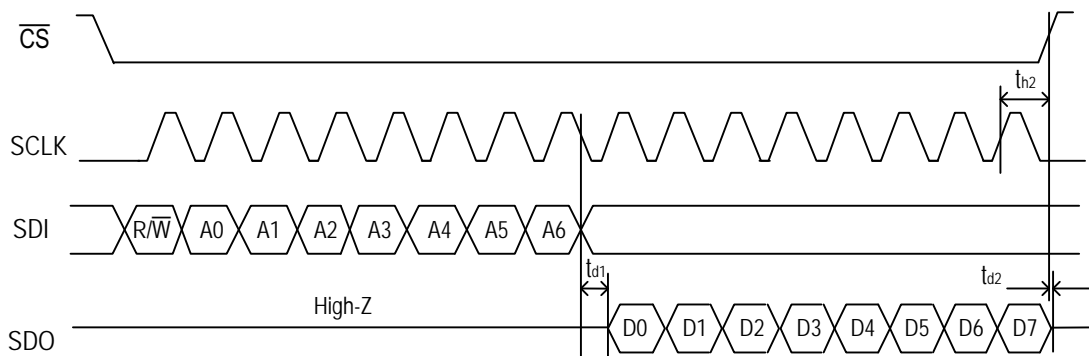 C̅S̅
th2
SCLK
SDI R/W̅ A0 A1 A2 A3 A4 A5 A6
td1 td2
High-Z
SDO D0 D1 D2 D3 D4 D5 D6 D7